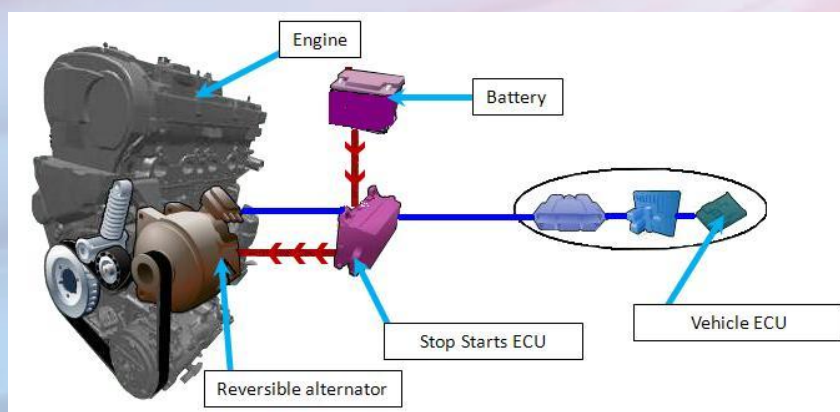 Engine
Battery
Vehicle ECU
Stop Starts ECU
Reversible alternator